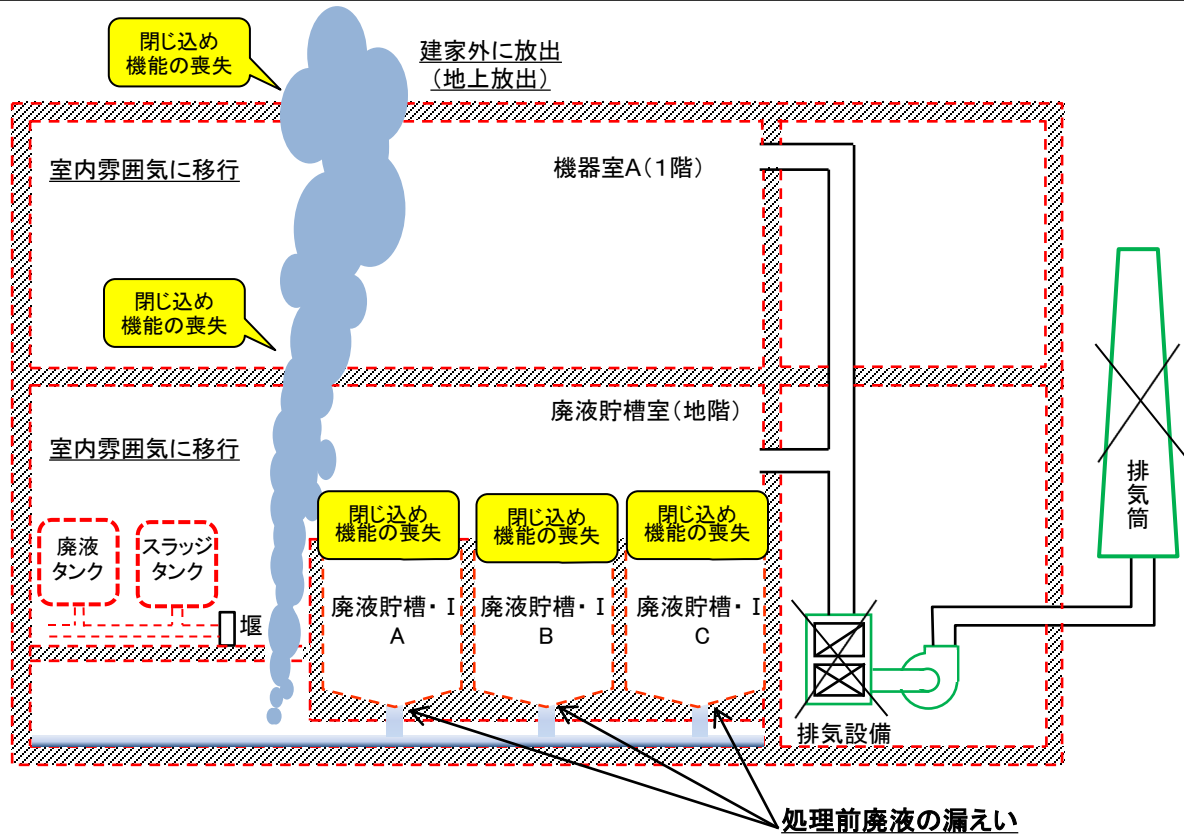 閉じ込め
機能の喪失
建家外に放出
(地上放出)
室内雰囲気に移行
機器室A(1階)
閉じ込め
機能の喪失
廃液貯槽室(地階)
室内雰囲気に移行
閉じ込め
機能の喪失
閉じ込め
機能の喪失
閉じ込め
機能の喪失
廃液
タンク
スラッジ
タンク
堰
廃液貯槽・I
A
廃液貯槽・I
B
廃液貯槽・I
C
排気筒
排気設備
処理前廃液の漏えい